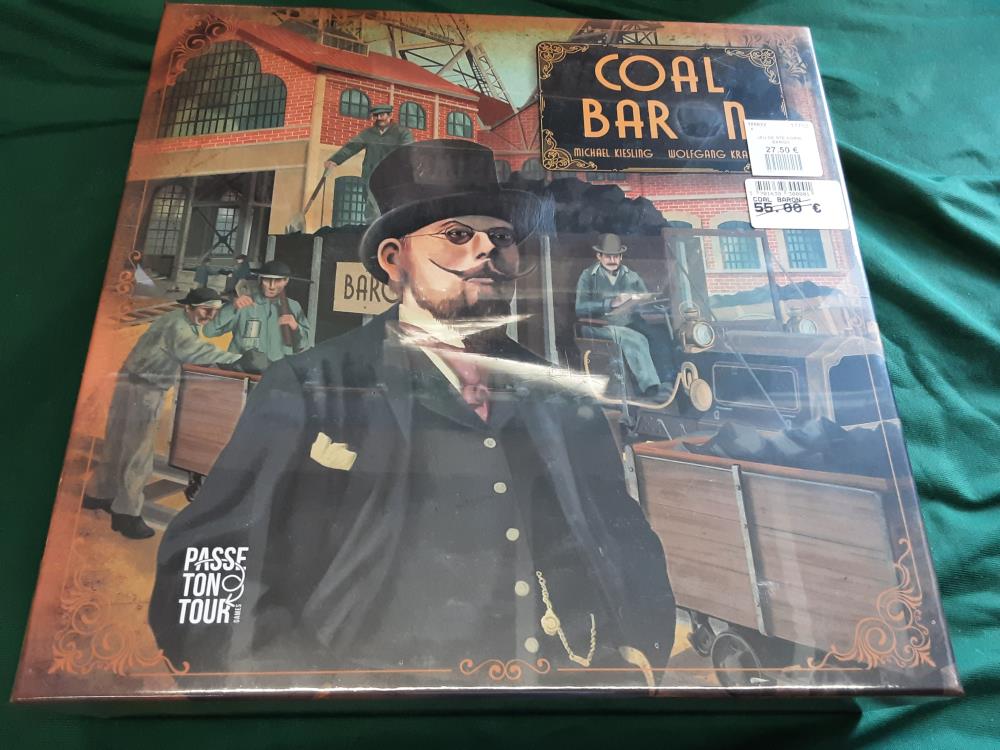 COAL
BARON
MICHAEL KIESLING WOLFGANG KRA
27.50 €
COAL BARON
55.00 €
BARO
PASSE
TON
TOUR
GAMES